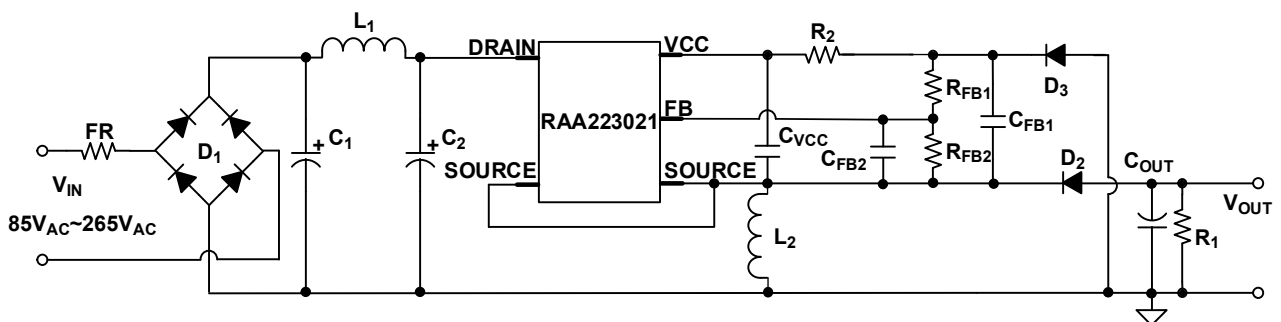 L1
DRAIN
VCC
R2
D3
RFB1
FB
FR
D1
+ C1
+ C2
RAA223021
CVCC
CFB1
CFB2
RFB2
SOURCE
SOURCE
D2
COUT
VIN
85VAC~265VAC
VOUT
L2
R1